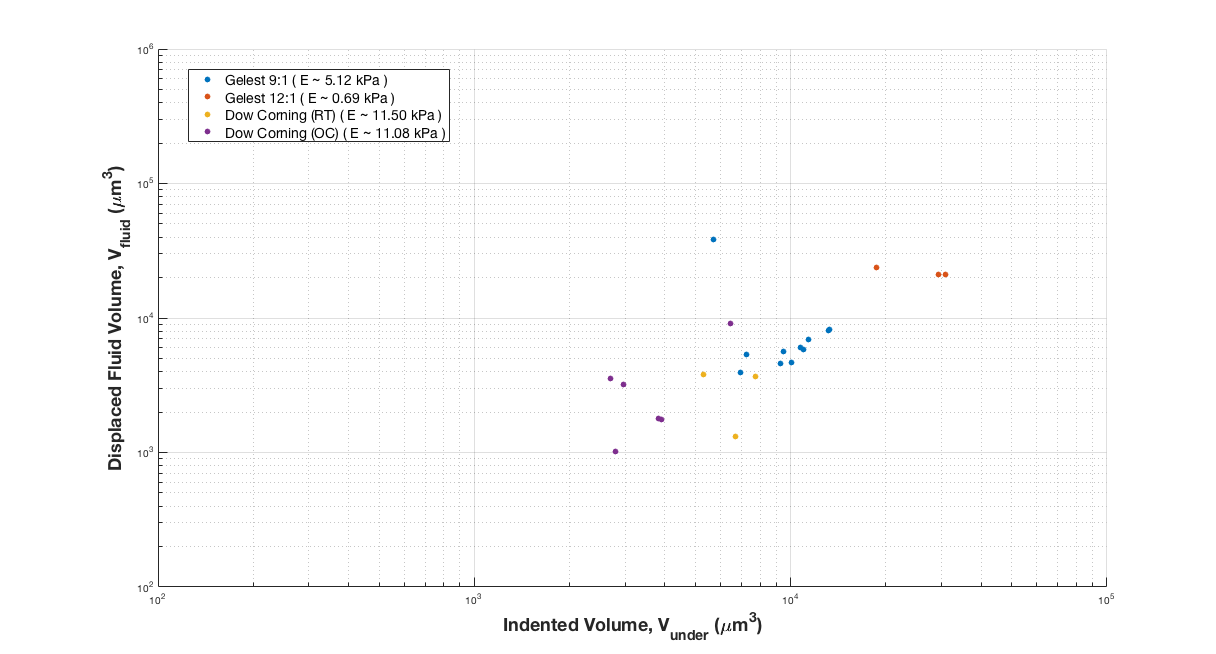 10^6
Gelest 9:1 ( E ~ 5.12 kPa )
Gelest 12:1 ( E ~ 0.69 kPa )
Dow Corning (RT) ( E ~ 11.50 kPa )
Dow Corning (OC) ( E ~ 11.08 kPa )
10^5
Displaced Fluid Volume, V_fluid (μm^3)
10^4
10^3
10^2
10^2 10^3 10^4 10^5
Indented Volume, V_under (μm^3)